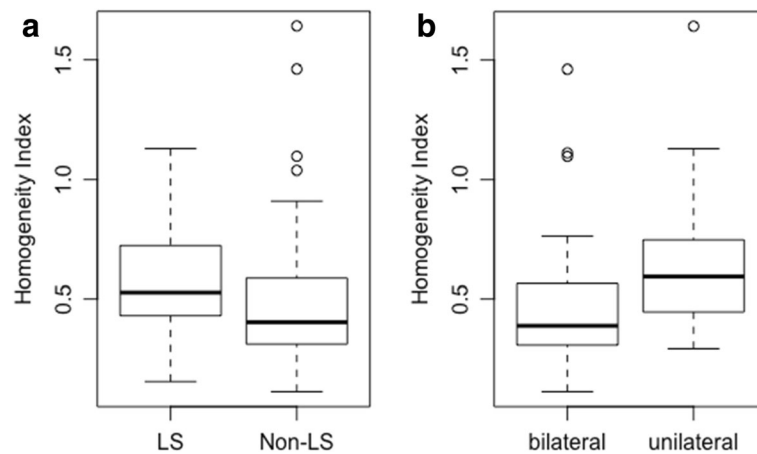 a
Homogeneity Index
1.5
1.0
0.5
LS Non-LS
b
Homogeneity Index
1.5
1.0
0.5
bilateral unilateral